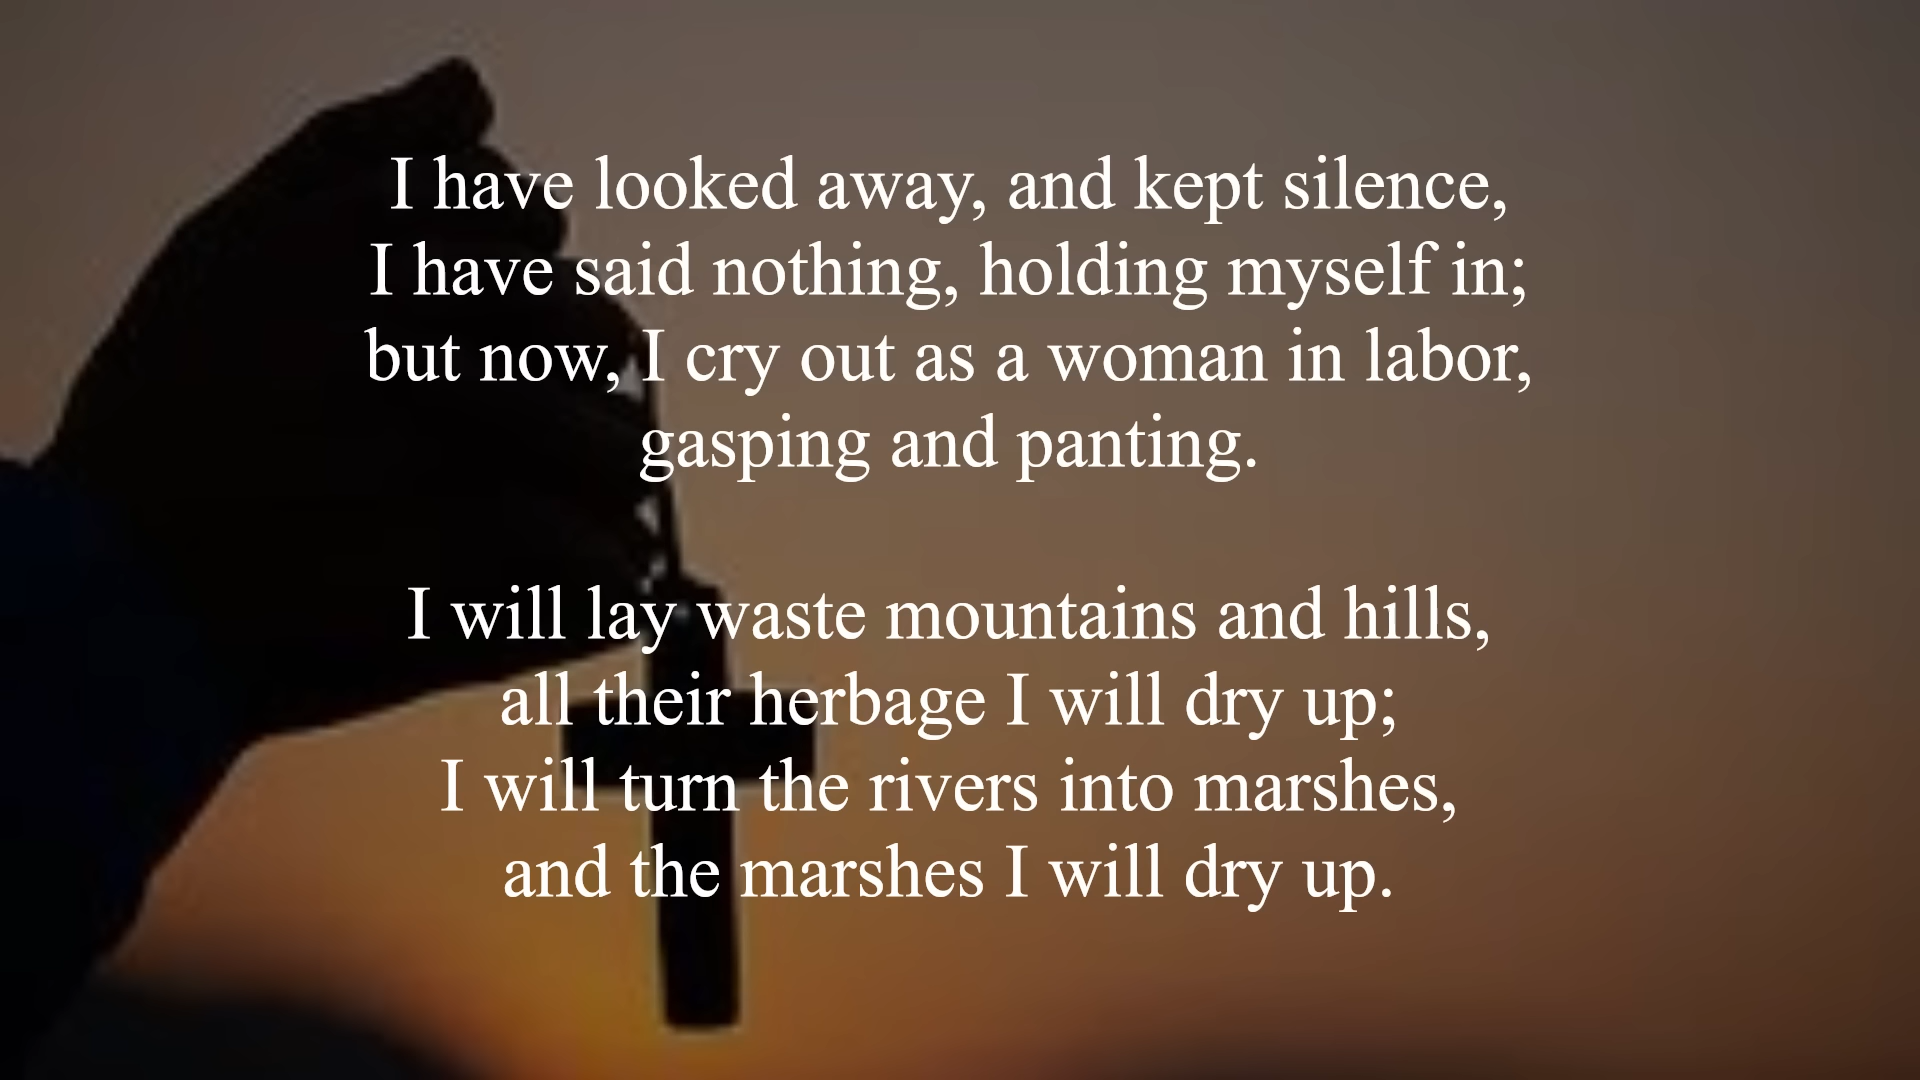 I have looked away, and kept silence,
I have said nothing, holding myself in;
but now, I cry out as a woman in labor,
gasping and panting.
I will lay waste mountains and hills,
all their herbage I will dry up;
I will turn the rivers into marshes,
and the marshes I will dry up.